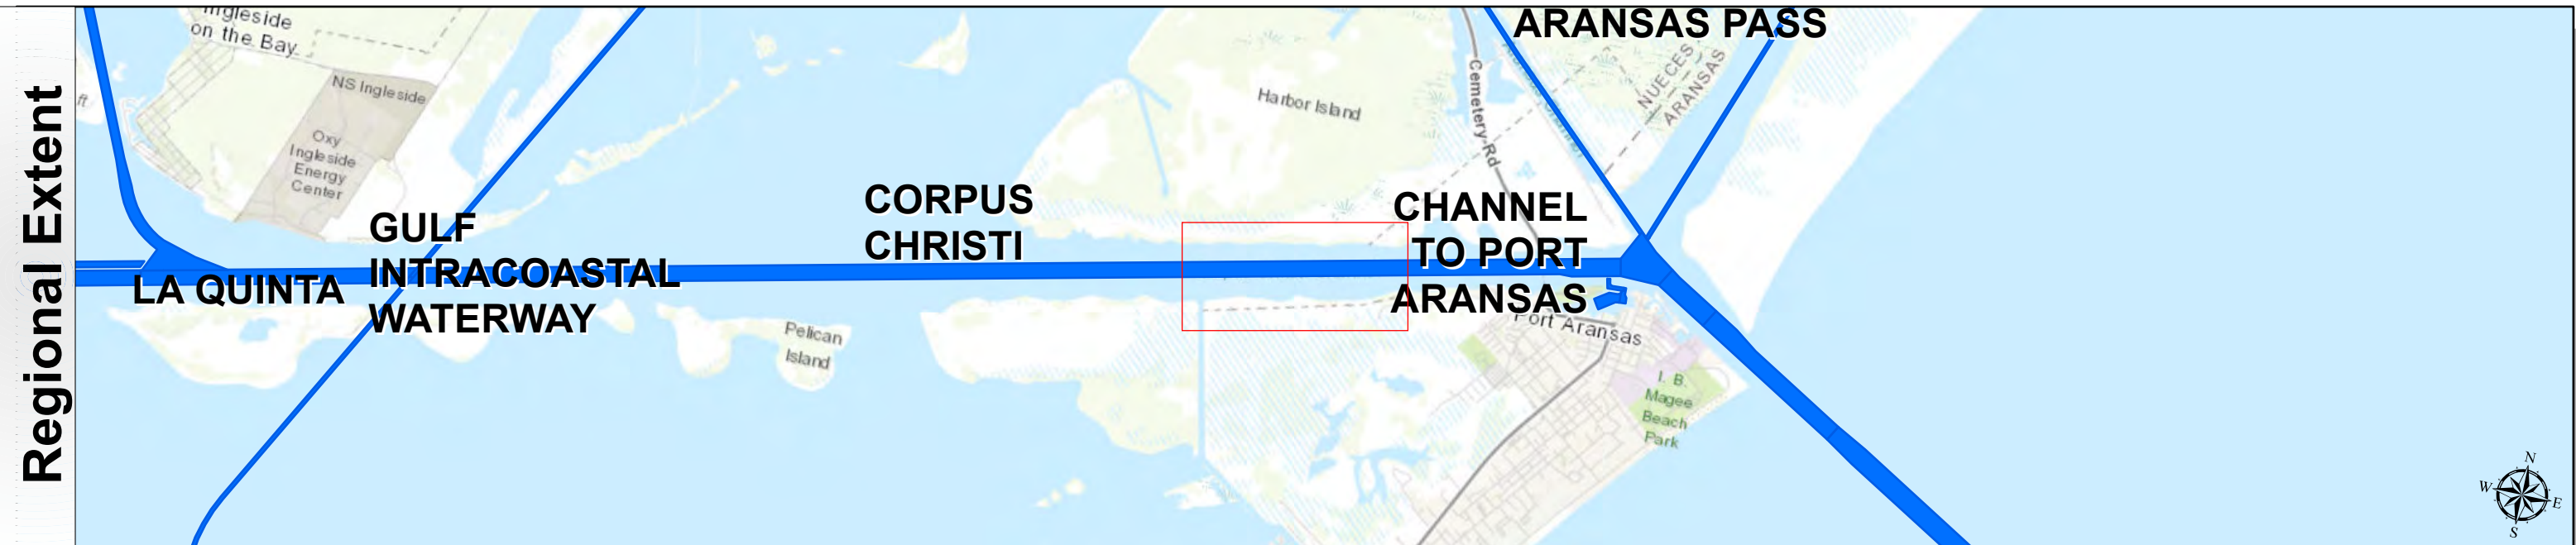 Regional Extent
Ingleside
on the Bay
NS Ingleside
Oxy
Ingleside
Energy
Center
LA QUINTA
GULF
INTRACOASTAL
WATERWAY
CORPUS
CHRISTI
Pelican
Island
Harbor Island
Cemetery Rd
ARANSAS PASS
NUECES
ARANSAS
CHANNEL
TO PORT
ARANSAS
Port Aransas
I. B.
Magee
Beach
Park
N
W
E
S